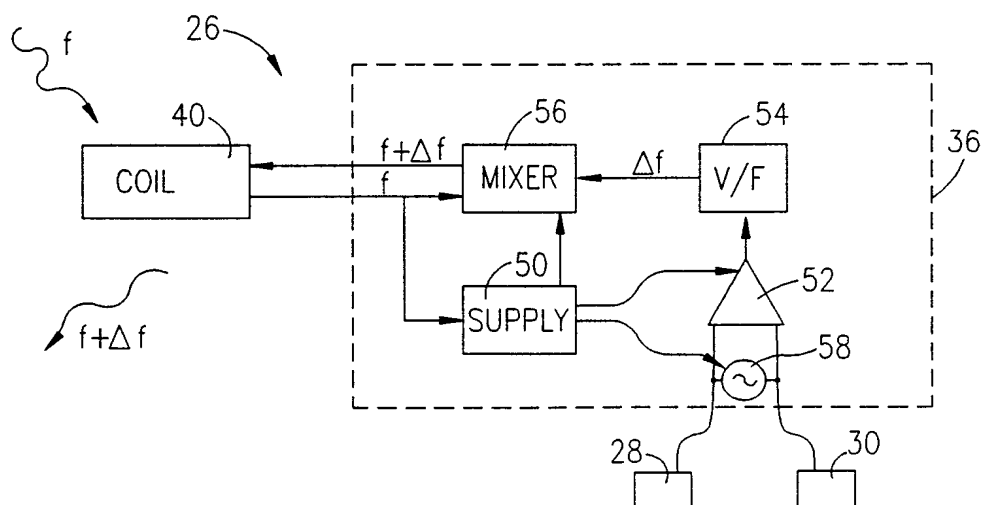 f
26
40
COIL
f+Δf
f
56
MIXER
Δf
54
V/F
36
50
SUPPLY
52
58
f+Δf
28
30